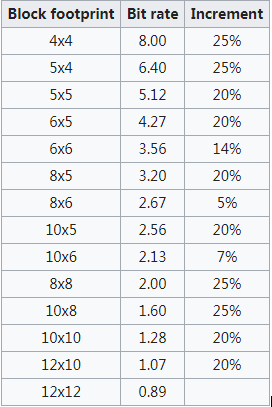 Block footprint Bit rate Increment
4x4 8.00 25%
5x4 6.40 25%
5x5 5.12 20%
6x5 4.27 20%
6x6 3.56 14%
8x5 3.20 20%
8x6 2.67 5%
10x5 2.56 20%
10x6 2.13 7%
8x8 2.00 25%
10x8 1.60 25%
10x10 1.28 20%
12x10 1.07 20%
12x12 0.89